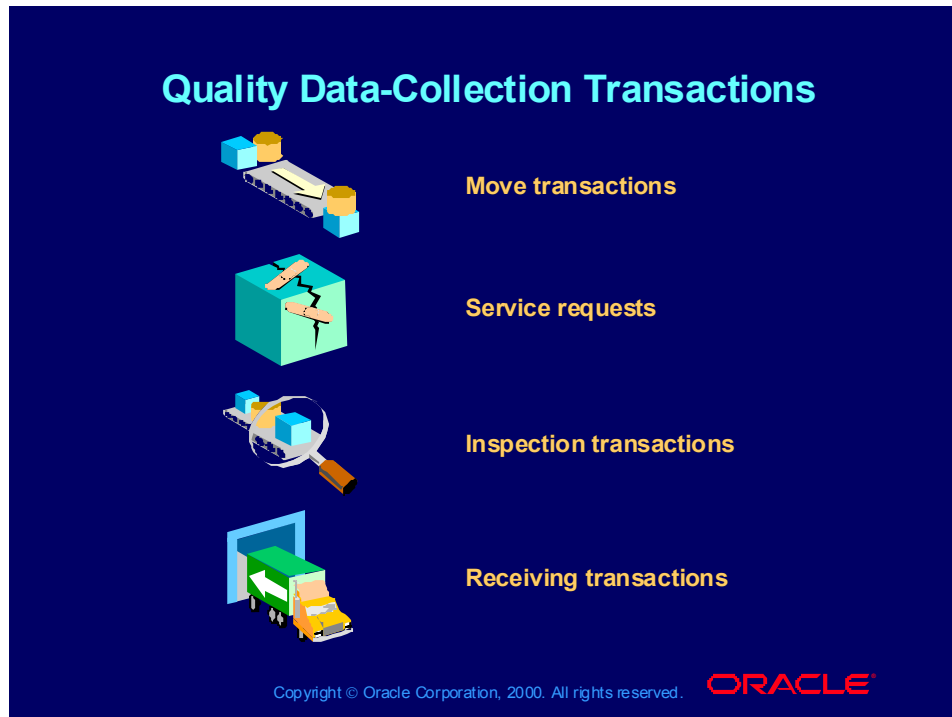 Quality Data-Collection Transactions
Move transactions
Service requests
Inspection transactions
Receiving transactions
Copyright © Oracle Corporation, 2000. All rights reserved.
ORACLE®